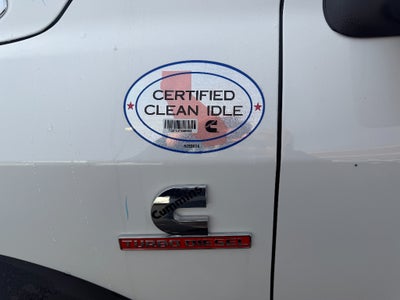 CERTIFIED
CLEAN IDLE
Cummins
TURBO DIESEL